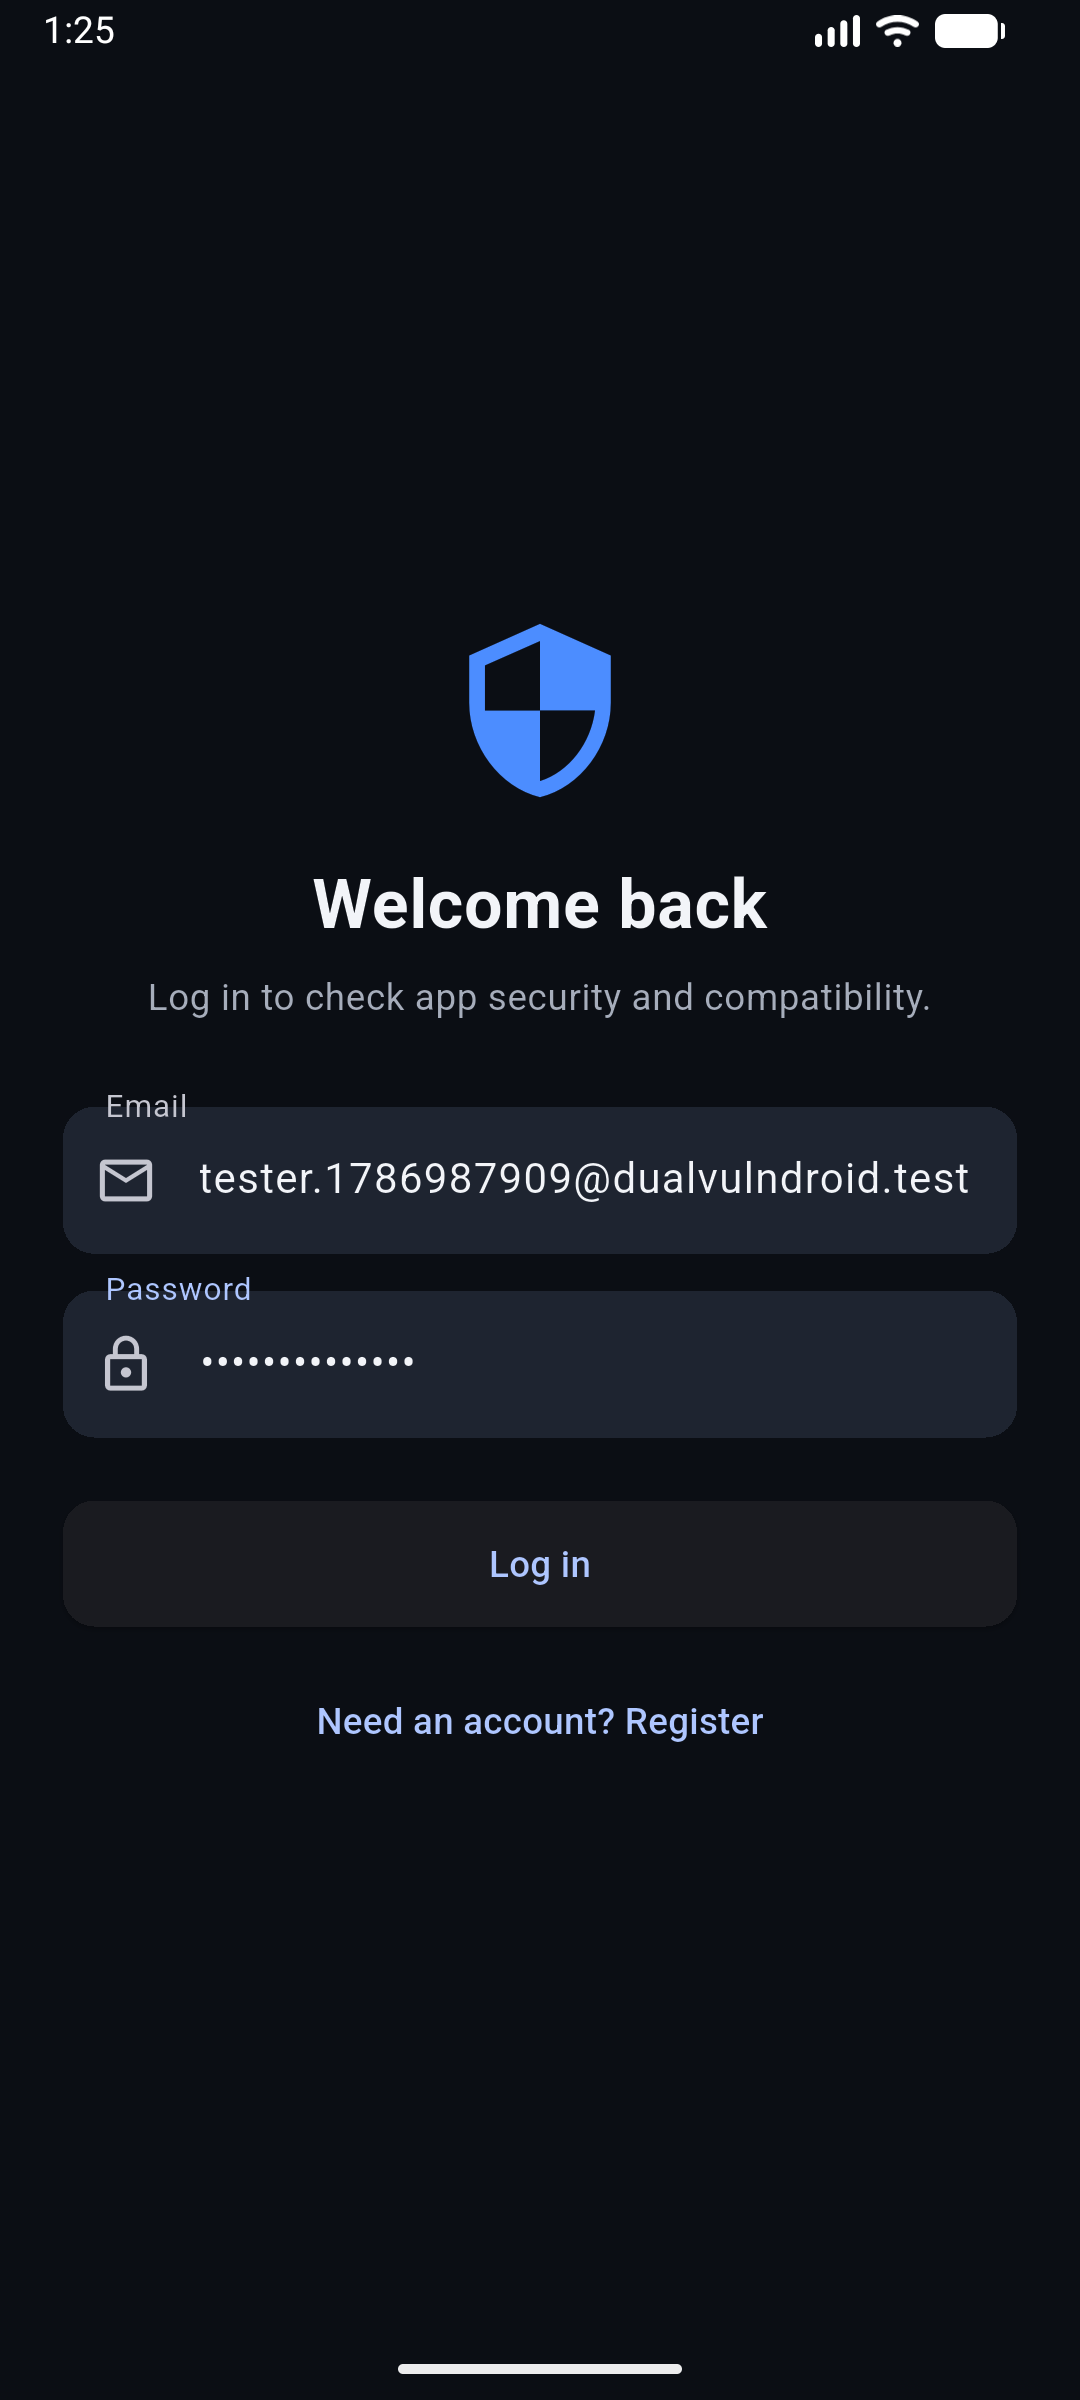 1:25
Welcome back
Log in to check app security and compatibility.
Email
tester.1786987909@dualvulndroid.test
Password
••••••••••••••
Log in
Need an account? Register